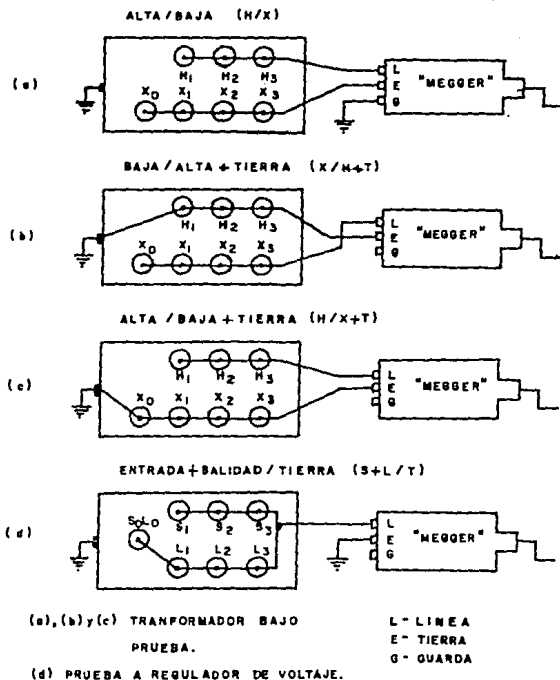 ALTA/BAJA (H/X)
(a)
H1 H2 H3
X0 X1 X2 X3
L
E
G
"MEGGER"
BAJA/ALTA+TIERRA (X/H+T)
(b)
H1 H2 H3
X0 X1 X2 X3
L
E
G
"MEGGER"
ALTA/BAJA+TIERRA (H/X+T)
(c)
H1 H2 H3
X0 X1 X2 X3
L
E
G
"MEGGER"
ENTRADA+SALIDAD/TIERRA (S+L/T)
(d)
S0L0
S1 S2 S3
L1 L2 L3
L
E
G
"MEGGER"
(a),(b)y(c) TRANFORMADOR BAJO
PRUEBA.
(d) PRUEBA A REGULADOR DE VOLTAJE.
L- LINEA
E- TIERRA
G- GUARDA